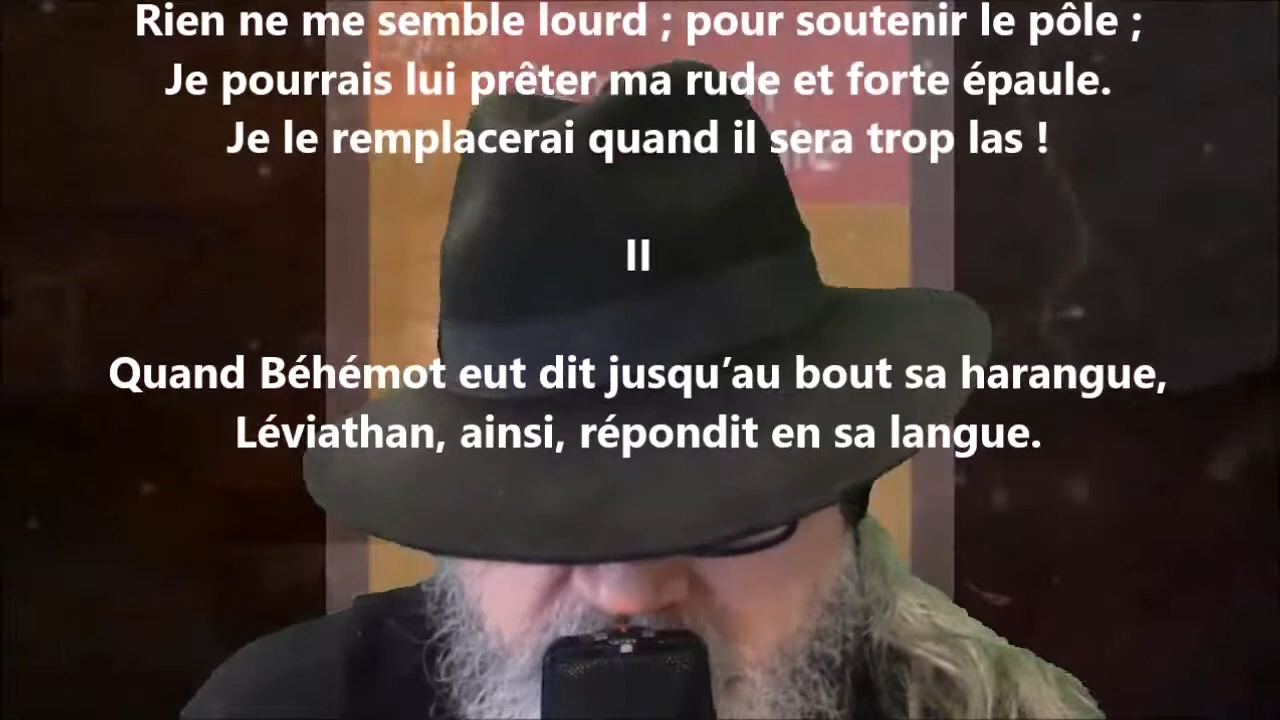 Rien ne me semble lourd ; pour soutenir le pôle ;
Je pourrais lui prêter ma rude et forte épaule.
Je le remplacerai quand il sera trop las !
II
Quand Béhémot eut dit jusqu’au bout sa harangue,
Léviathan, ainsi, répondit en sa langue.